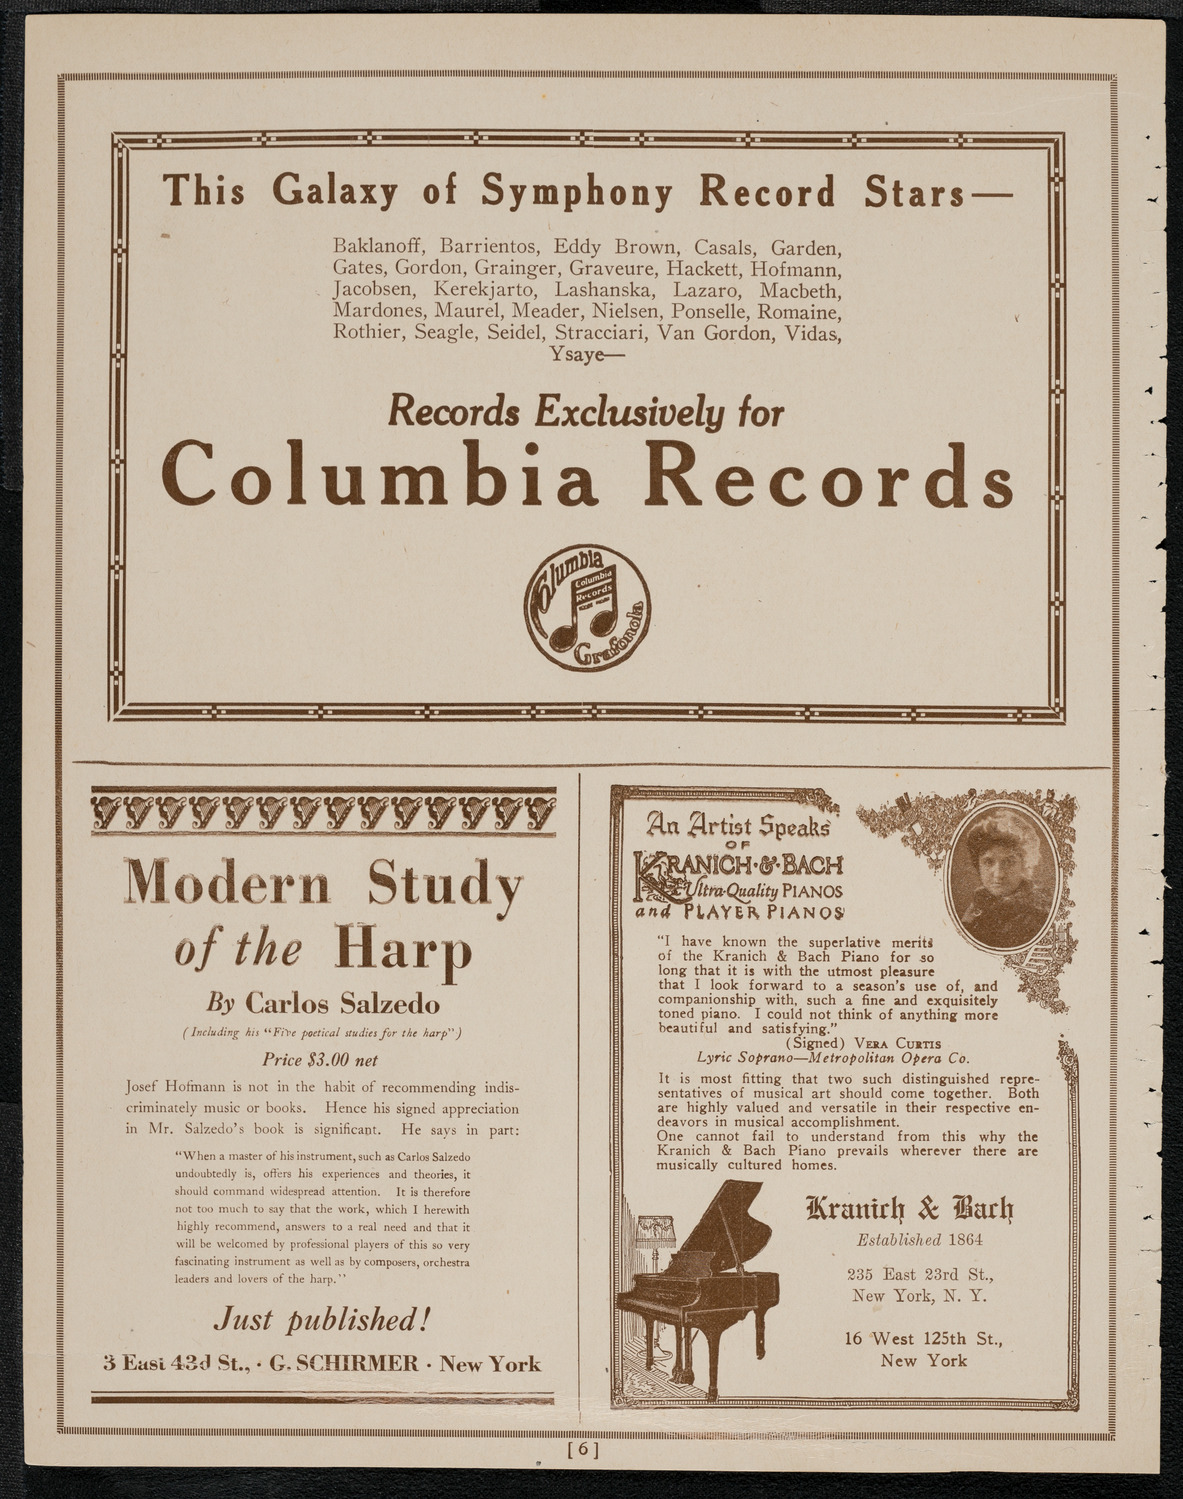 This Galaxy of Symphony Record Stars—
Baklanoff, Barrientos, Eddy Brown, Casals, Garden,
Gates, Gordon, Grainger, Graveure, Hackett, Hofmann,
Jacobsen, Kerekjarto, Lashanska, Lazaro, Macbeth,
Mardones, Maurel, Meader, Nielsen, Ponselle, Romaine,
Rothier, Seagle, Seidel, Stracciari, Van Gordon, Vidas,
Ysaye—
Records Exclusively for
Columbia Records
Columbia
Columbia
Records
Grafonola
Modern Study
of the Harp
By Carlos Salzedo
(Including his “Five poetical studies for the harp”)
Price $3.00 net
Josef Hofmann is not in the habit of recommending indis-
criminately music or books. Hence his signed appreciation
in Mr. Salzedo's book is significant. He says in part:
“When a master of his instrument, such as Carlos Salzedo
undoubtedly is, offers his experiences and theories, it
should command widespread attention. It is therefore
not too much to say that the work, which I herewith
highly recommend, answers to a real need and that it
will be welcomed by professional players of this so very
fascinating instrument as well as by composers, orchestra
leaders and lovers of the harp.”
Just published!
3 East 43d St., · G. SCHIRMER · New York
An Artist Speaks
OF
KRANICH·&·BACH
Ultra-Quality PIANOS
and PLAYER PIANOS
“I have known the superlative merits
of the Kranich & Bach Piano for so
long that it is with the utmost pleasure
that I look forward to a season's use of, and
companionship with, such a fine and exquisitely
toned piano. I could not think of anything more
beautiful and satisfying.”
(Signed) VERA CURTIS
Lyric Soprano—Metropolitan Opera Co.
It is most fitting that two such distinguished repre-
sentatives of musical art should come together. Both
are highly valued and versatile in their respective en-
deavors in musical accomplishment.
One cannot fail to understand from this why the
Kranich & Bach Piano prevails wherever there are
musically cultured homes.
Kranich & Bach
Established 1864
235 East 23rd St.,
New York, N. Y.
16 West 125th St.,
New York
[ 6 ]